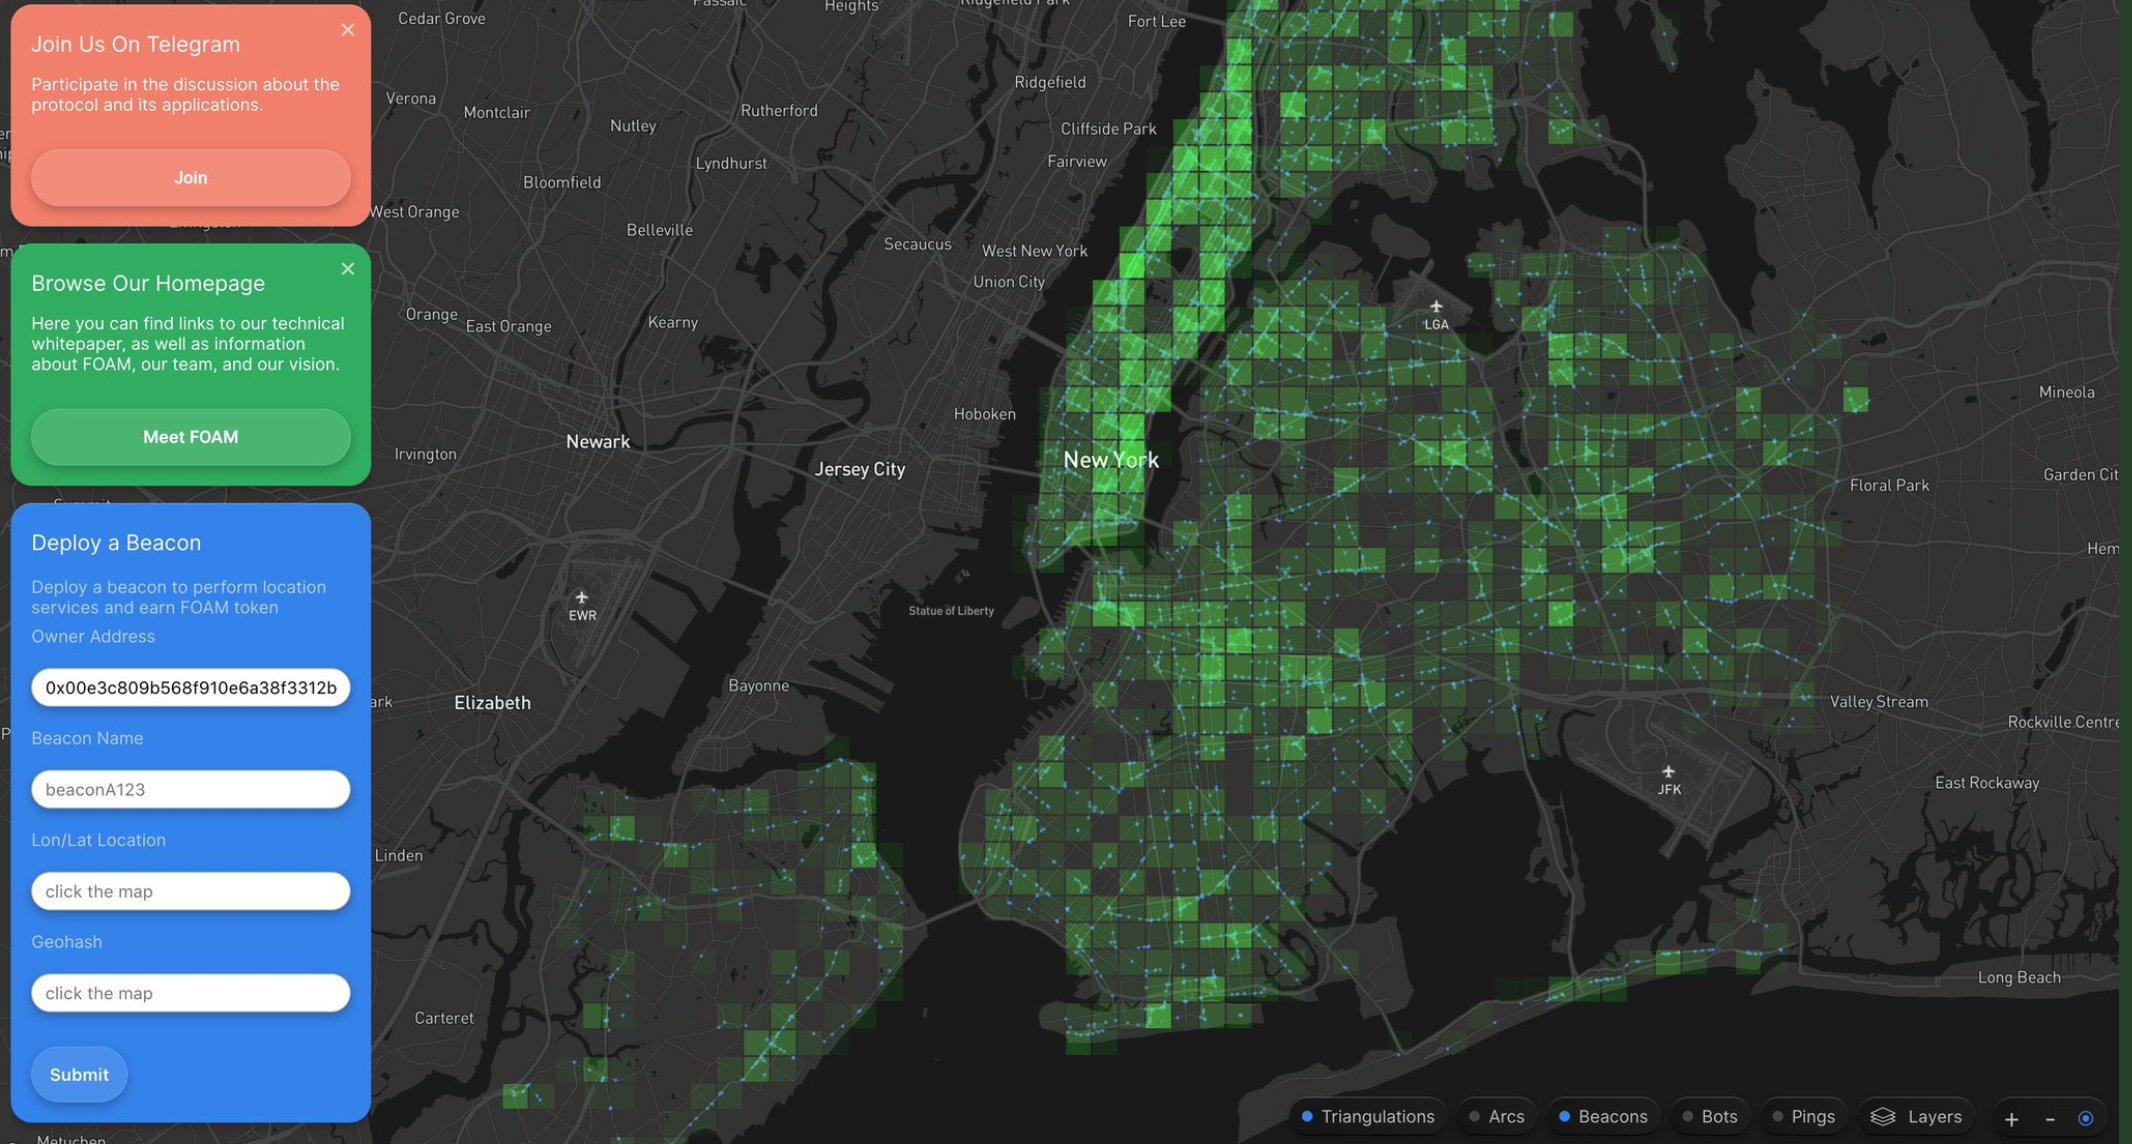 Join Us On Telegram
Participate in the discussion about the
protocol and its applications.
Join
Browse Our Homepage
Here you can find links to our technical
whitepaper, as well as information
about FOAM, our team, and our vision.
Meet FOAM
Deploy a Beacon
Deploy a beacon to perform location
services and earn FOAM token
Owner Address
0x00e3c809b568f910e6a38f3312b
Beacon Name
beaconA123
Lon/Lat Location
click the map
Geohash
click the map
Submit
Cedar Grove
Passaic
Heights
Ridgefield Park
Fort Lee
Verona
Montclair
Nutley
Rutherford
Ridgefield
Cliffside Park
Fairview
Lyndhurst
Bloomfield
West Orange
Livingston
Belleville
Secaucus
West New York
Union City
Orange
East Orange
Kearny
LGA
Hoboken
Mineola
Newark
Irvington
Jersey City
New York
Garden Cit
Floral Park
Summit
Hem
EWR
Statue of Liberty
Bayonne
ark
Elizabeth
Valley Stream
Rockville Centre
JFK
East Rockaway
Linden
Long Beach
Carteret
Metuchen
Triangulations
Arcs
Beacons
Bots
Pings
Layers
+
-